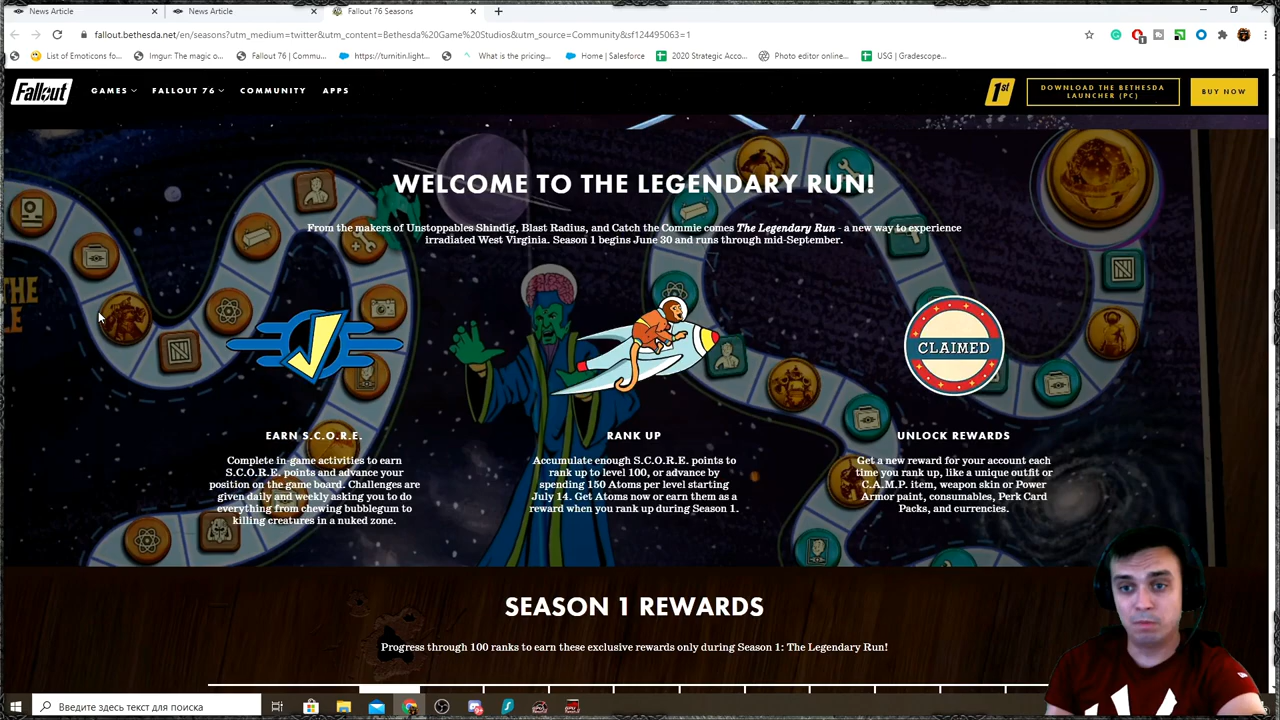 News Article
News Article
Fallout 76 Seasons
fallout.bethesda.net/en/seasons?utm_medium=twitter&utm_content=Bethesda%20Game%20Studios&utm_source=Community&sf124495063=1
List of Emoticons fo...
Imgur: The magic o...
Fallout 76 | Commu...
https://turnitin.light...
What is the pricing...
Home | Salesforce
2020 Strategic Acco...
Photo editor online...
USG | Gradescope...
Fallout
GAMES
FALLOUT 76
COMMUNITY
APPS
1st
DOWNLOAD THE BETHESDA
LAUNCHER (PC)
BUY NOW
WELCOME TO THE LEGENDARY RUN!
From the makers of Unstoppables Shindig, Blast Radius, and Catch the Commie comes The Legendary Run - a new way to experience
irradiated West Virginia. Season 1 begins June 30 and runs through mid-September.
THE
CLAIMED
EARN S.C.O.R.E.
Complete in-game activities to earn
S.C.O.R.E. points and advance your
position on the game board. Challenges are
given daily and weekly asking you to do
everything from chewing bubblegum to
killing creatures in a nuked zone.
RANK UP
Accumulate enough S.C.O.R.E. points to
rank up to level 100, or advance by
spending 150 Atoms per level starting
July 14. Get Atoms now or earn them as a
reward when you rank up during Season 1.
UNLOCK REWARDS
Get a new reward for your account each
time you rank up, like a unique outfit or
C.A.M.P. item, weapon skin or Power
Armor paint, consumables, Perk Card
Packs, and currencies.
SEASON 1 REWARDS
Progress through 100 ranks to earn these exclusive rewards only during Season 1: The Legendary Run!
Введите здесь текст для поиска